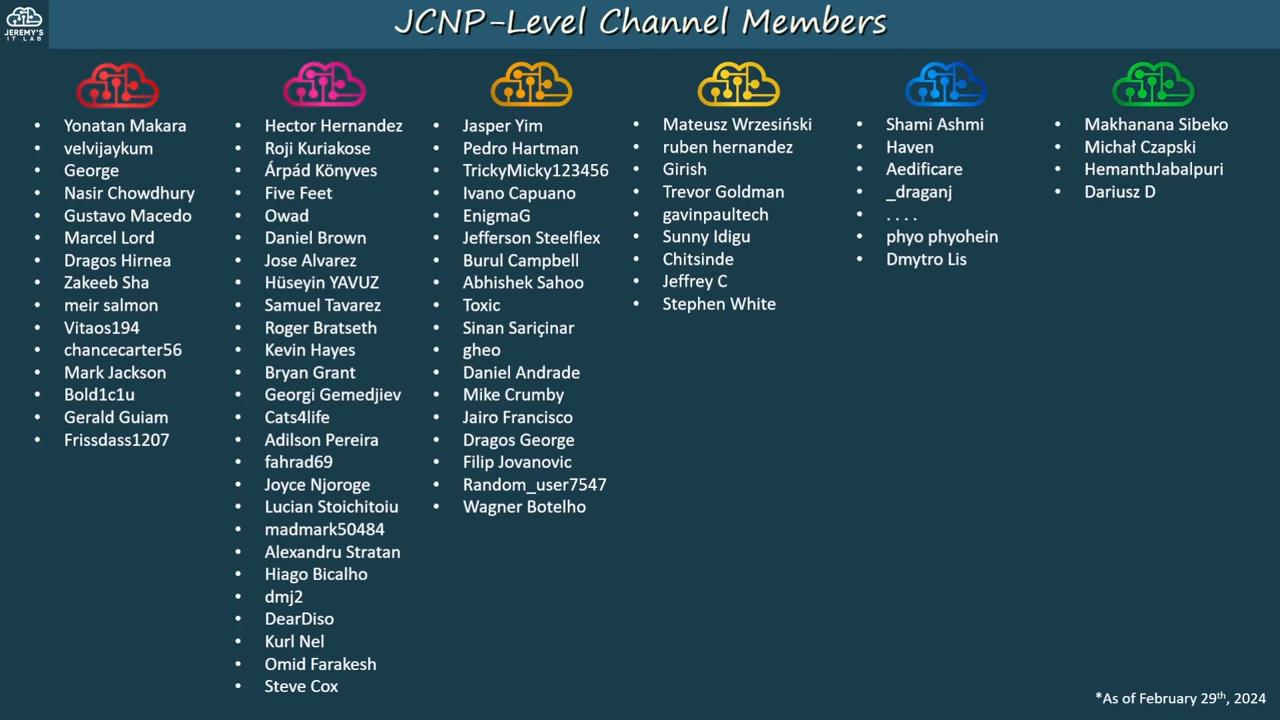 JEREMY'S
IT LAB
JCNP-Level Channel Members
• Yonatan Makara
• velvijaykum
• George
• Nasir Chowdhury
• Gustavo Macedo
• Marcel Lord
• Dragos Hirnea
• Zakeeb Sha
• meir salmon
• Vitaos194
• chancecarter56
• Mark Jackson
• Bold1c1u
• Gerald Guiam
• Frissdass1207
• Hector Hernandez
• Roji Kuriakose
• Árpád Könyves
• Five Feet
• Owad
• Daniel Brown
• Jose Alvarez
• Hüseyin YAVUZ
• Samuel Tavarez
• Roger Bratseth
• Kevin Hayes
• Bryan Grant
• Georgi Gemedjiev
• Cats4life
• Adilson Pereira
• fahrad69
• Joyce Njoroge
• Lucian Stoichitoiu
• madmark50484
• Alexandru Stratan
• Hiago Bicalho
• dmj2
• DearDiso
• Kurl Nel
• Omid Farakesh
• Steve Cox
• Jasper Yim
• Pedro Hartman
• TrickyMicky123456
• Ivano Capuano
• EnigmaG
• Jefferson Steelflex
• Burul Campbell
• Abhishek Sahoo
• Toxic
• Sinan Sariçinar
• gheo
• Daniel Andrade
• Mike Crumby
• Jairo Francisco
• Dragos George
• Filip Jovanovic
• Random_user7547
• Wagner Botelho
• Mateusz Wrzesiński
• ruben hernandez
• Girish
• Trevor Goldman
• gavinpaultech
• Sunny Idigu
• Chitsinde
• Jeffrey C
• Stephen White
• Shami Ashmi
• Haven
• Aedificare
• _draganj
• . . . .
• phyo phyohein
• Dmytro Lis
• Makhanana Sibeko
• Michał Czapski
• HemanthJabalpuri
• Dariusz D
*As of February 29th, 2024